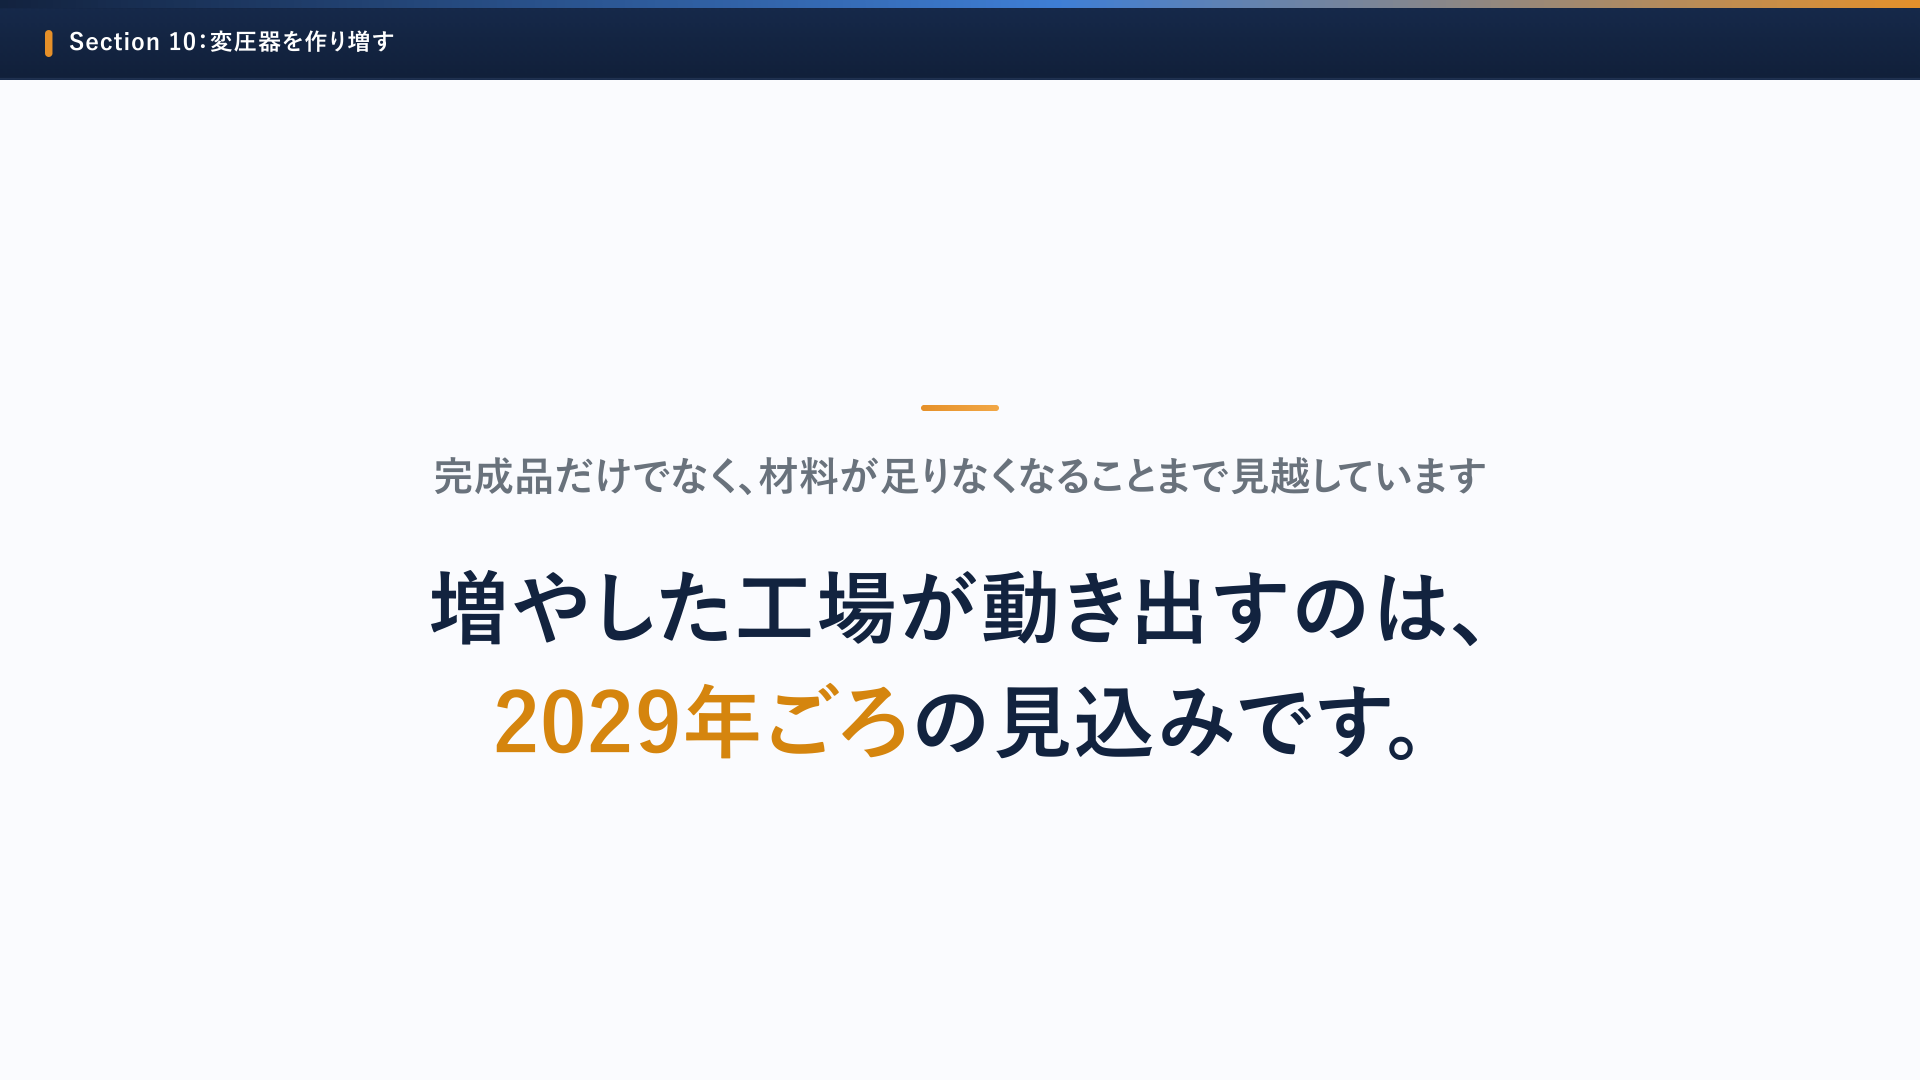 Section 10：変圧器を作り増す
完成品だけでなく、材料が足りなくなることまで見越しています
増やした工場が動き出すのは、
2029年ごろの見込みです。